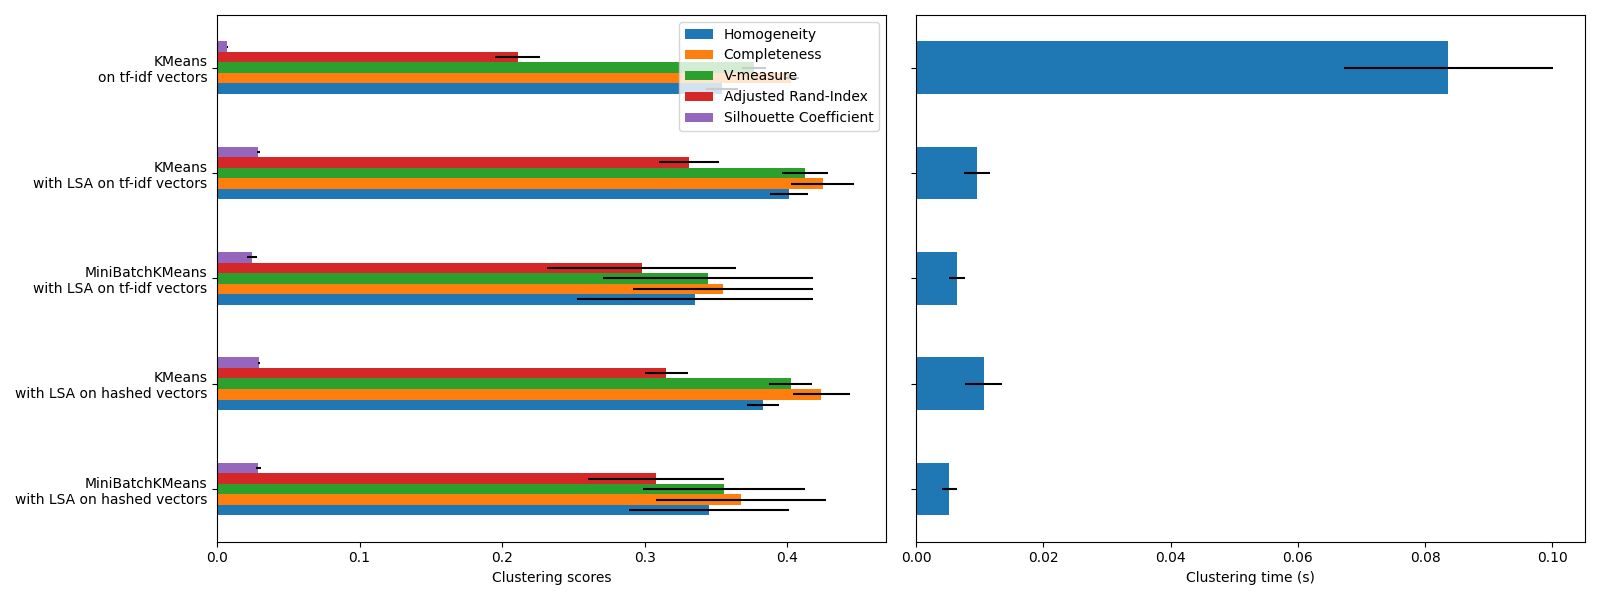 KMeans
on tf-idf vectors
KMeans
with LSA on tf-idf vectors
MiniBatchKMeans
with LSA on tf-idf vectors
KMeans
with LSA on hashed vectors
MiniBatchKMeans
with LSA on hashed vectors
Homogeneity
Completeness
V-measure
Adjusted Rand-Index
Silhouette Coefficient
0.0 0.1 0.2 0.3 0.4
Clustering scores
0.00 0.02 0.04 0.06 0.08 0.10
Clustering time (s)